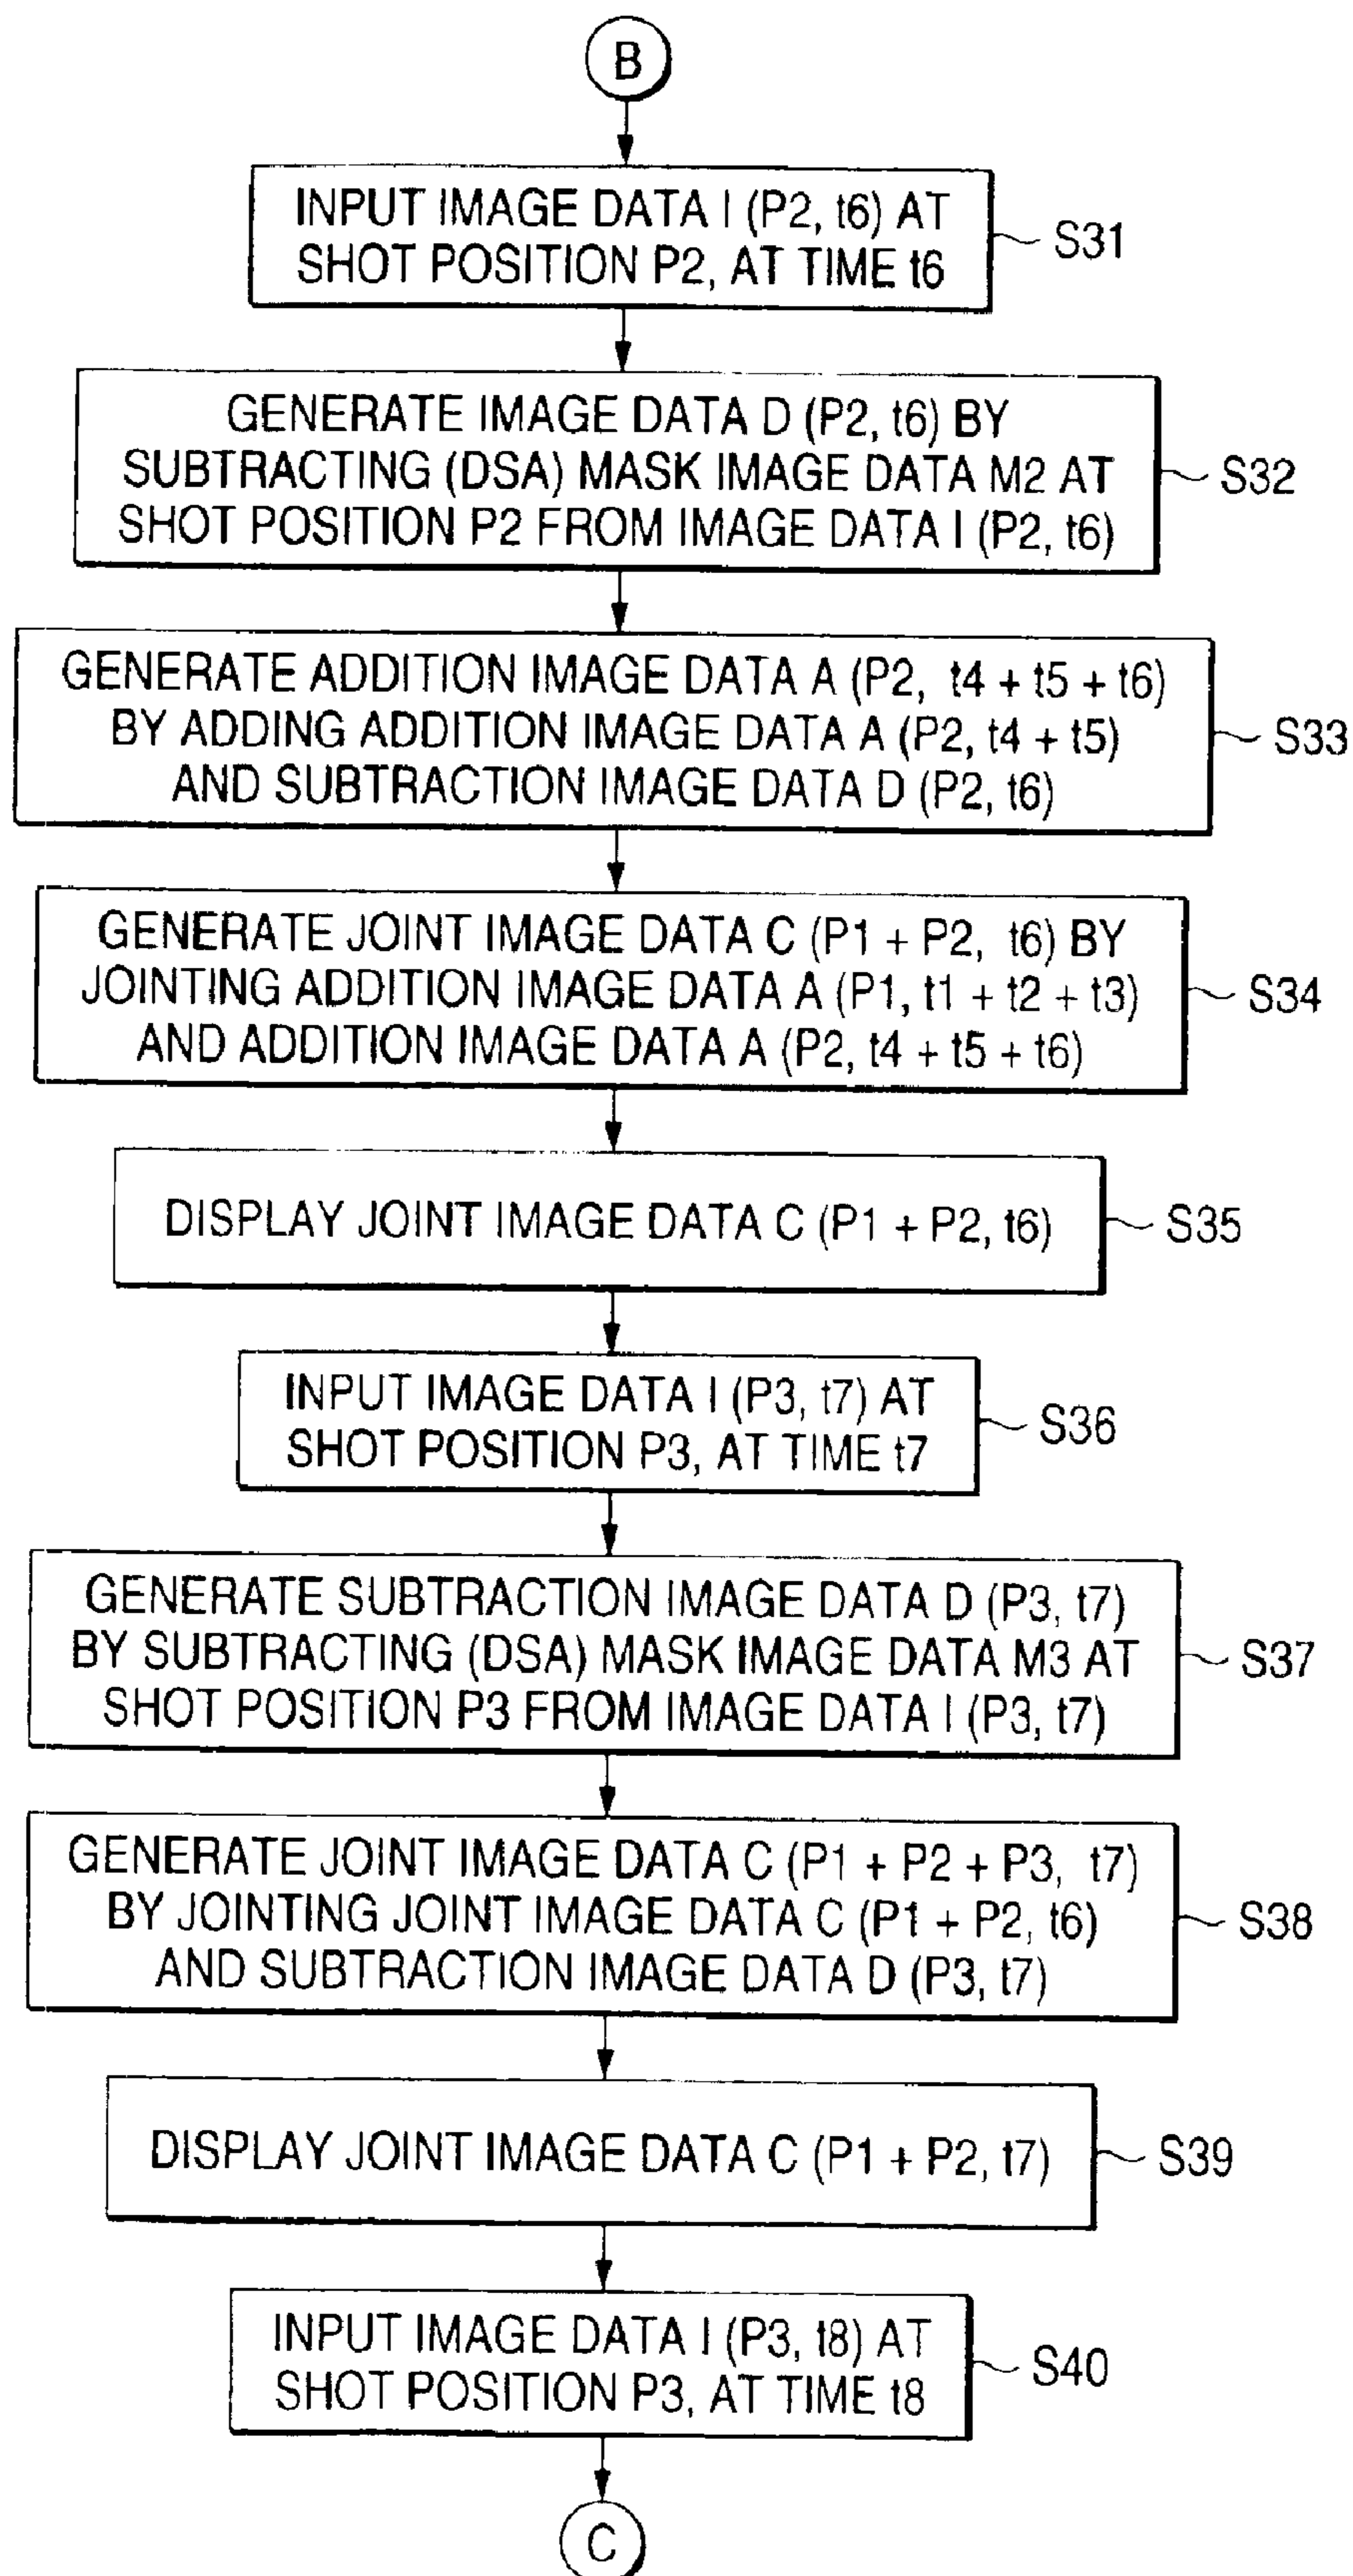 B
INPUT IMAGE DATA I (P2, t6) AT
SHOT POSITION P2, AT TIME t6
S31
GENERATE IMAGE DATA D (P2, t6) BY
SUBTRACTING (DSA) MASK IMAGE DATA M2 AT
SHOT POSITION P2 FROM IMAGE DATA I (P2, t6)
S32
GENERATE ADDITION IMAGE DATA A (P2, t4 + t5 + t6)
BY ADDING ADDITION IMAGE DATA A (P2, t4 + t5)
AND SUBTRACTION IMAGE DATA D (P2, t6)
S33
GENERATE JOINT IMAGE DATA C (P1 + P2, t6) BY
JOINTING ADDITION IMAGE DATA A (P1, t1 + t2 + t3)
AND ADDITION IMAGE DATA A (P2, t4 + t5 + t6)
S34
DISPLAY JOINT IMAGE DATA C (P1 + P2, t6)
S35
INPUT IMAGE DATA I (P3, t7) AT
SHOT POSITION P3, AT TIME t7
S36
GENERATE SUBTRACTION IMAGE DATA D (P3, t7)
BY SUBTRACTING (DSA) MASK IMAGE DATA M3 AT
SHOT POSITION P3 FROM IMAGE DATA I (P3, t7)
S37
GENERATE JOINT IMAGE DATA C (P1 + P2 + P3, t7)
BY JOINTING JOINT IMAGE DATA C (P1 + P2, t6)
AND SUBTRACTION IMAGE DATA D (P3, t7)
S38
DISPLAY JOINT IMAGE DATA C (P1 + P2, t7)
S39
INPUT IMAGE DATA I (P3, t8) AT
SHOT POSITION P3, AT TIME t8
S40
C